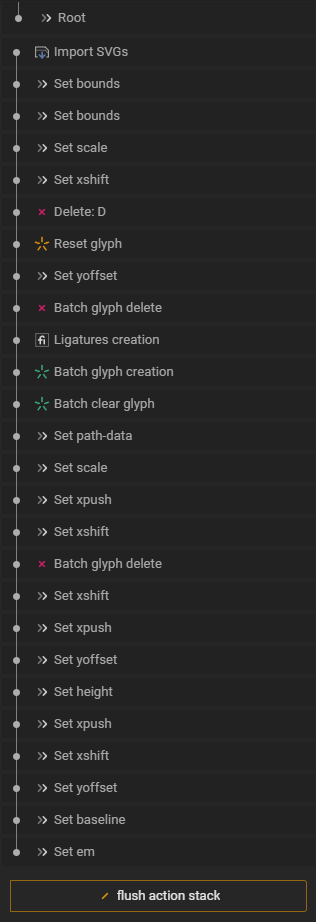 Root
Import SVGs
Set bounds
Set bounds
Set scale
Set xshift
Delete: D
Reset glyph
Set yoffset
Batch glyph delete
fi Ligatures creation
Batch glyph creation
Batch clear glyph
Set path-data
Set scale
Set xpush
Set xshift
Batch glyph delete
Set xshift
Set xpush
Set yoffset
Set height
Set xpush
Set xshift
Set yoffset
Set baseline
Set em
flush action stack